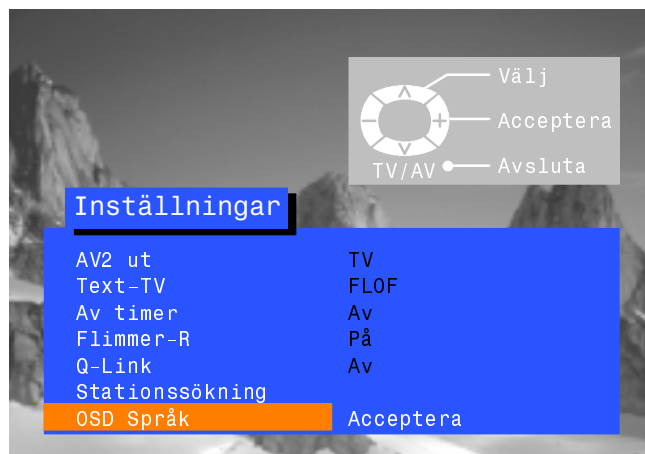 Välj
Acceptera
TV/AV Avsluta
Inställningar
AV2 ut TV
Text-TV FLOF
Av timer Av
Flimmer-R På
Q-Link Av
Stationssökning
OSD Språk Acceptera